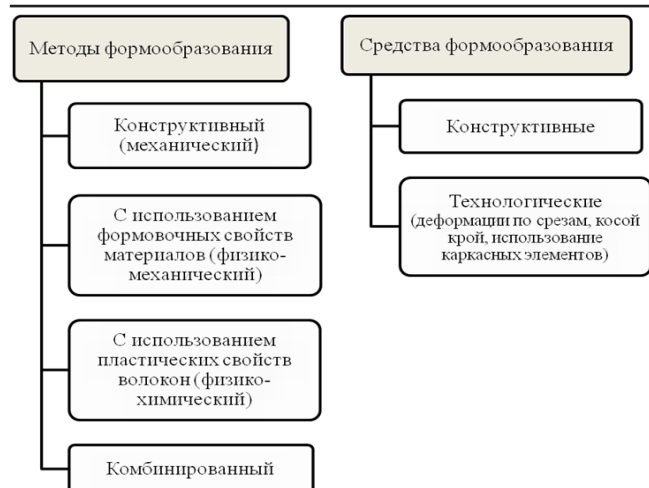 Методы формообразования
Конструктивный
(механический)
С использованием
формовочных свойств
материалов (физико-
механический)
С использованием
пластических свойств
волокон (физико-
химический)
Комбинированный
Средства формообразования
Конструктивные
Технологические
(деформации по срезам, косой
крой, использование
каркасных элементов)